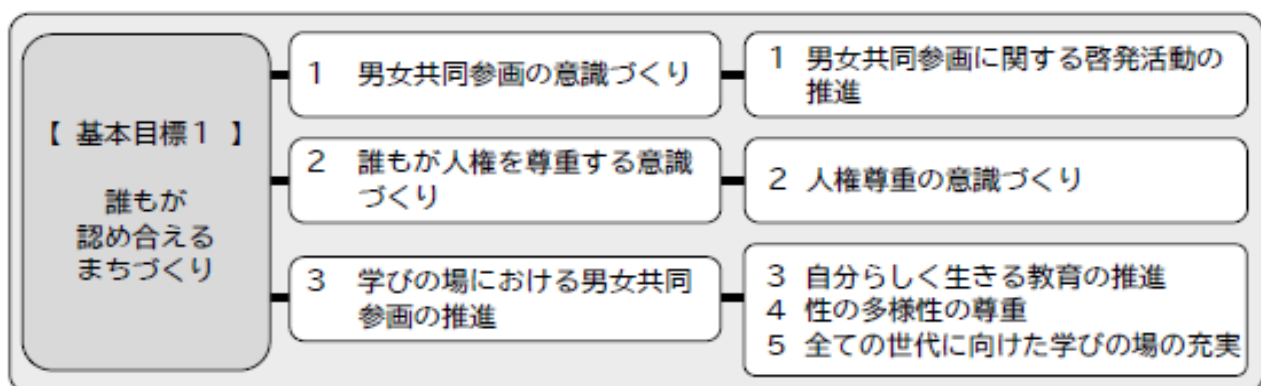 【 基本目標１ 】
誰もが
認め合える
まちづくり
１ 男女共同参画の意識づくり
１ 男女共同参画に関する啓発活動の
推進
２ 誰もが人権を尊重する意識
づくり
２ 人権尊重の意識づくり
３ 学びの場における男女共同
参画の推進
３ 自分らしく生きる教育の推進
４ 性の多様性の尊重
５ 全ての世代に向けた学びの場の充実